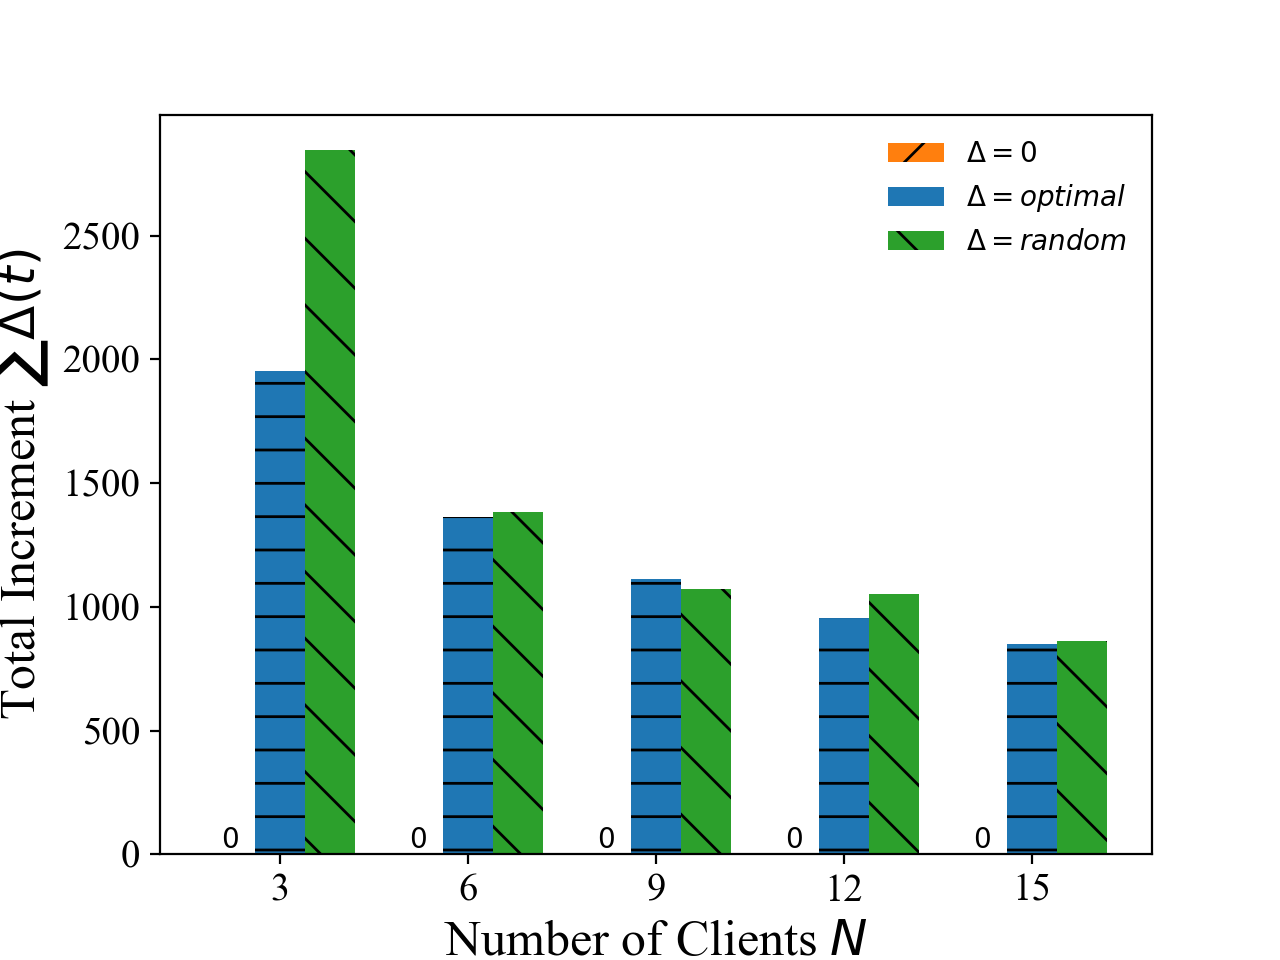 Δ = 0
Δ = optimal
Δ = random
Total Increment ∑Δ(t)
2500
2000
1500
1000
500
0
0 0 0 0 0
3 6 9 12 15
Number of Clients N